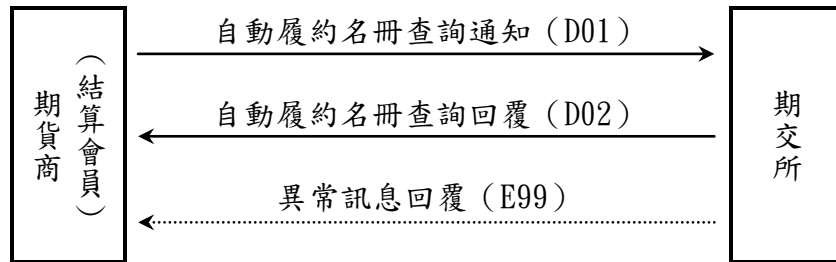 期貨商
（結算會員）
自動履約名冊查詢通知（D01）
自動履約名冊查詢回覆（D02）
異常訊息回覆（E99）
期交所